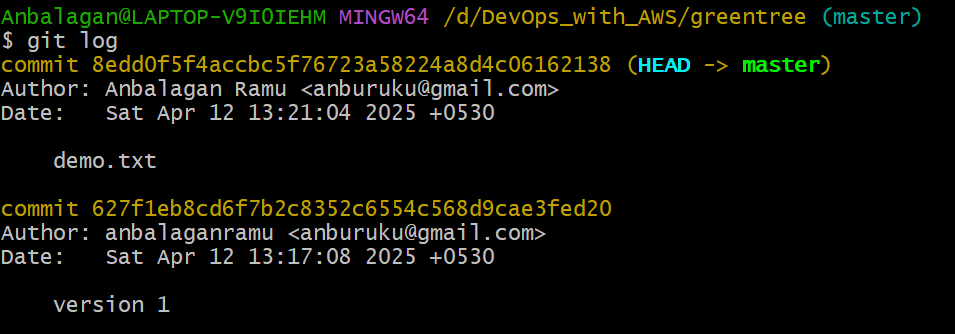 Anbalagan@LAPTOP-V9IOIEHM MINGW64 /d/DevOps_with_AWS/greentree (master)
$ git log
commit 8edd0f5f4accbc5f76723a58224a8d4c06162138 (HEAD -> master)
Author: Anbalagan Ramu <anburuku@gmail.com>
Date:   Sat Apr 12 13:21:04 2025 +0530
demo.txt
commit 627f1eb8cd6f7b2c8352c6554c568d9cae3fed20
Author: anbalaganramu <anburuku@gmail.com>
Date:   Sat Apr 12 13:17:08 2025 +0530
version 1